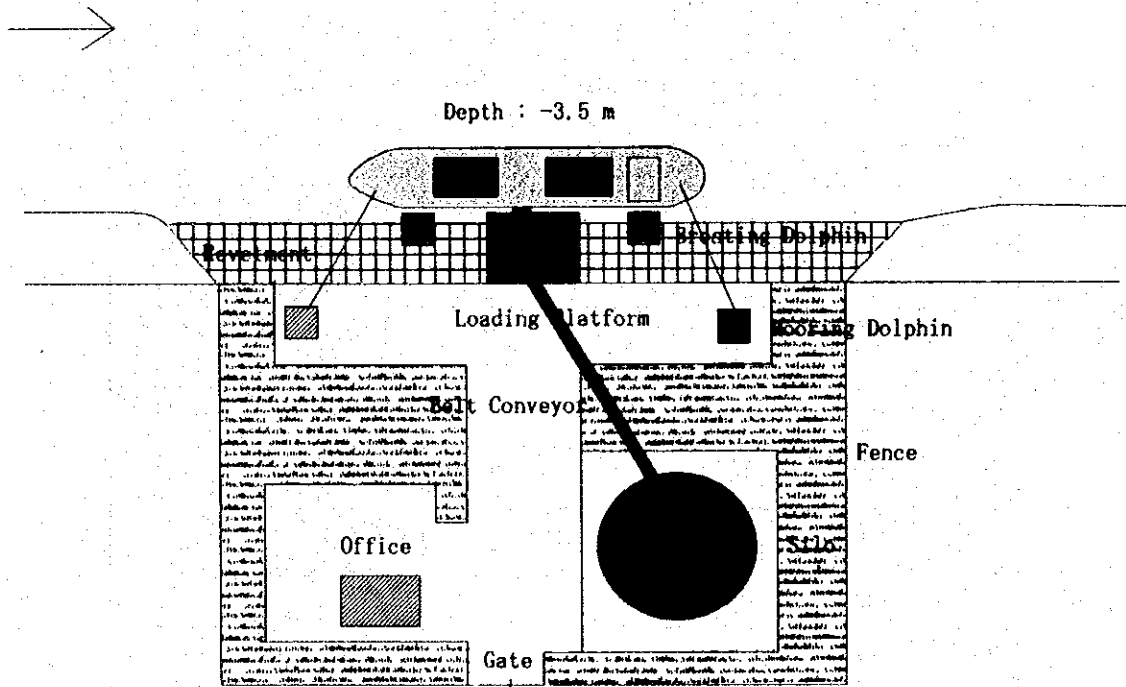 Depth : -3.5 m
Revetment
Breasting Dolphin
Loading Platform
Mooring Dolphin
Belt Conveyor
Fence
Office
Silo
Gate